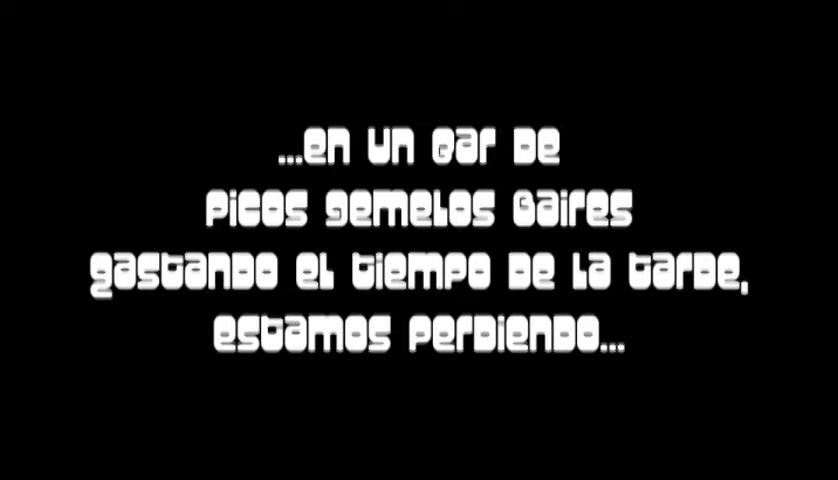 ...en un bar de
picos gemelos Baires
gastando el tiempo de la tarde,
estamos perdiendo...